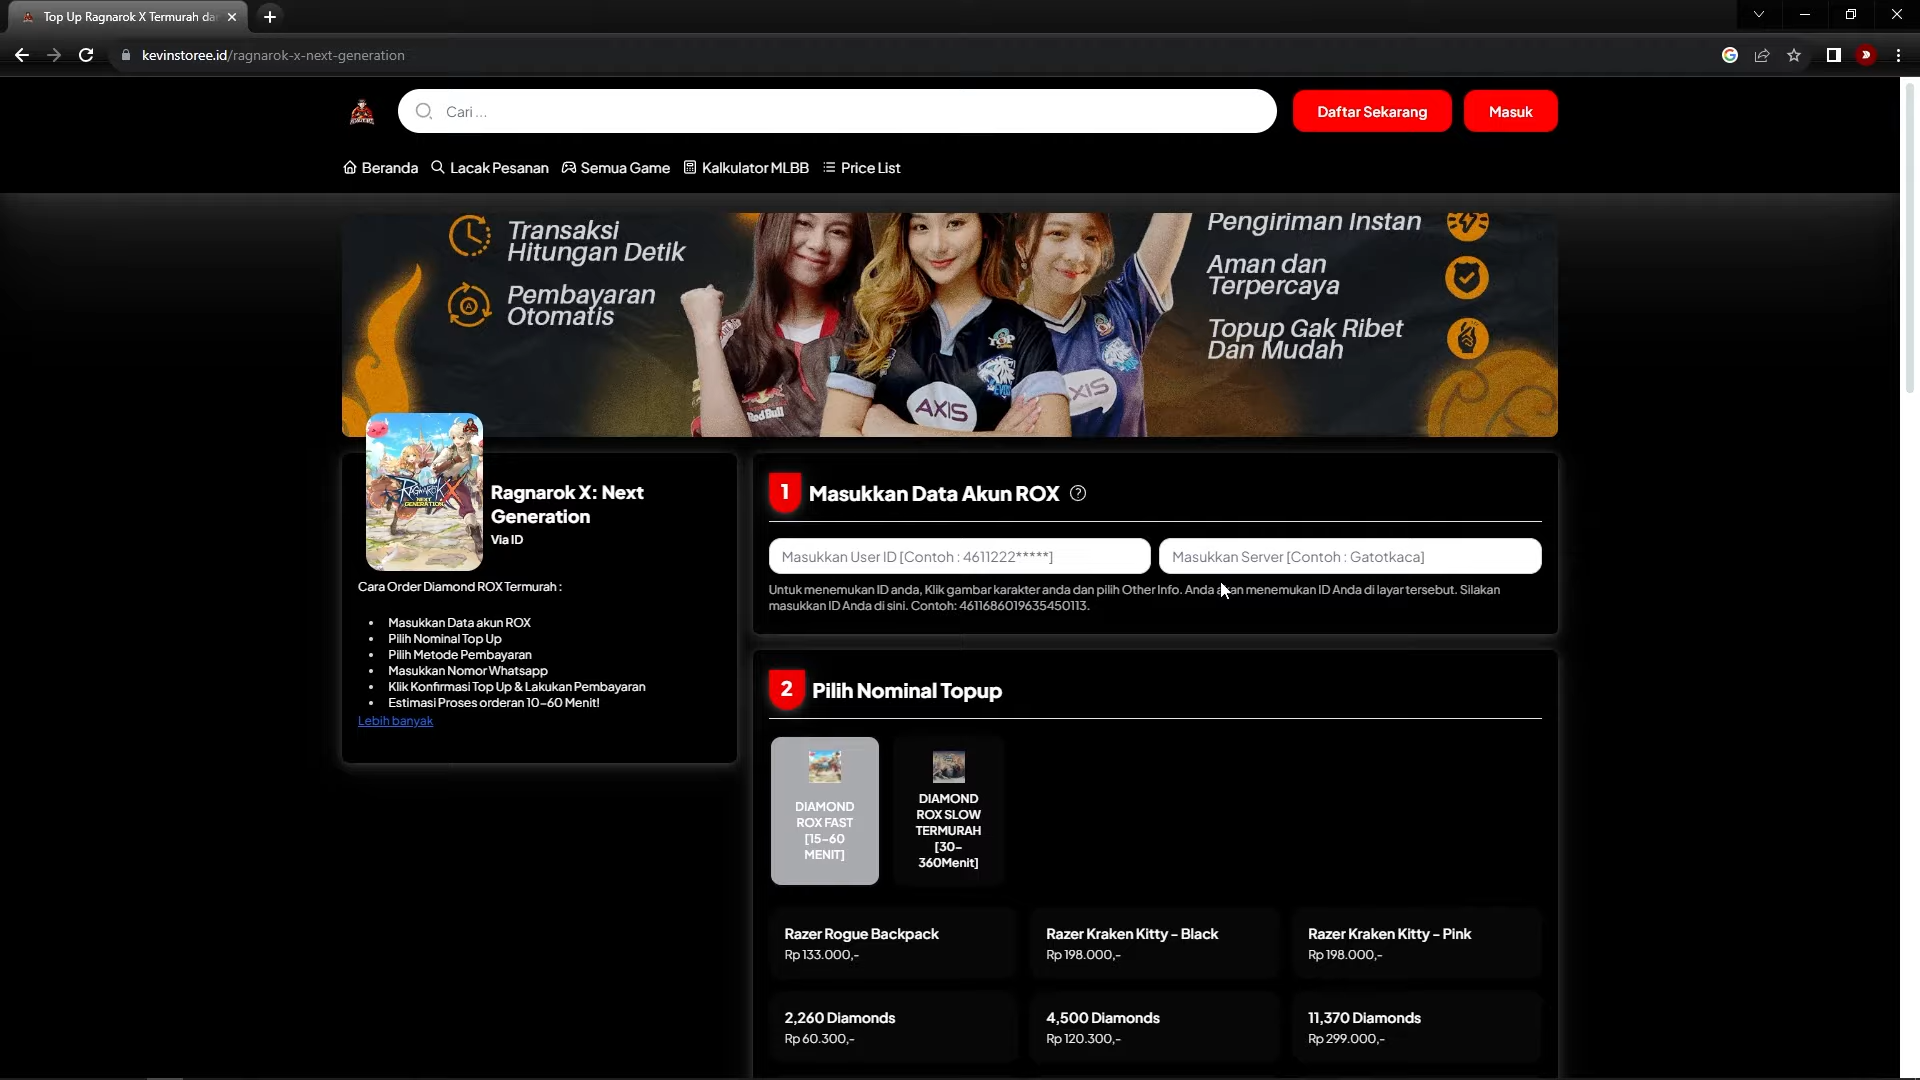 Top Up Ragnarok X Termurah dan
kevinstoree.id/ragnarok-x-next-generation
Cari ...
Daftar Sekarang
Masuk
Beranda
Lacak Pesanan
Semua Game
Kalkulator MLBB
Price List
Transaksi
Hitungan Detik
Pembayaran
Otomatis
Pengiriman Instan
Aman dan
Terpercaya
Topup Gak Ribet
Dan Mudah
Red Bull
AXIS
AXIS
RAGNAROK X
NEXT
GENERATION
Ragnarok X: Next
Generation
Via ID
Cara Order Diamond ROX Termurah :
Masukkan Data akun ROX
Pilih Nominal Top Up
Pilih Metode Pembayaran
Masukkan Nomor Whatsapp
Klik Konfirmasi Top Up & Lakukan Pembayaran
Estimasi Proses orderan 10-60 Menit!
Lebih banyak
1 Masukkan Data Akun ROX
Masukkan User ID [Contoh : 4611222*****]
Masukkan Server [Contoh : Gatotkaca]
Untuk menemukan ID anda, Klik gambar karakter anda dan pilih Other Info. Anda akan menemukan ID Anda di layar tersebut. Silakan
masukkan ID Anda di sini. Contoh: 4611686019635450113.
2 Pilih Nominal Topup
DIAMOND
ROX FAST
[15-60
MENIT]
DIAMOND
ROX SLOW
TERMURAH
[30-
360Menit]
Razer Rogue Backpack
Rp 133.000,-
Razer Kraken Kitty - Black
Rp 198.000,-
Razer Kraken Kitty - Pink
Rp 198.000,-
2,260 Diamonds
Rp 60.300,-
4,500 Diamonds
Rp 120.300,-
11,370 Diamonds
Rp 299.000,-